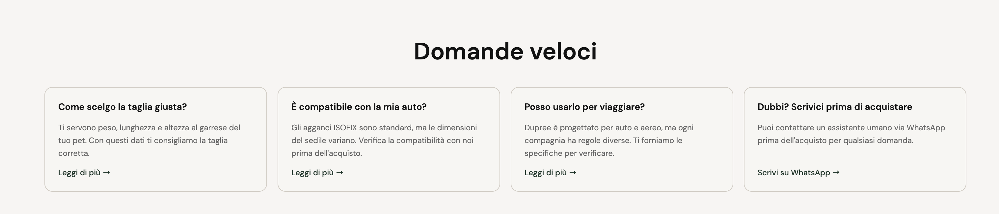 Domande veloci
Come scelgo la taglia giusta?
Ti servono peso, lunghezza e altezza al garrese del
tuo pet. Con questi dati ti consigliamo la taglia
corretta.
Leggi di più →
È compatibile con la mia auto?
Gli agganci ISOFIX sono standard, ma le dimensioni
del sedile variano. Verifica la compatibilità con noi
prima dell'acquisto.
Leggi di più →
Posso usarlo per viaggiare?
Dupree è progettato per auto e aereo, ma ogni
compagnia ha regole diverse. Ti forniamo le
specifiche per verificare.
Leggi di più →
Dubbi? Scrivici prima di acquistare
Puoi contattare un assistente umano via WhatsApp
prima dell'acquisto per qualsiasi domanda.
Scrivi su WhatsApp →